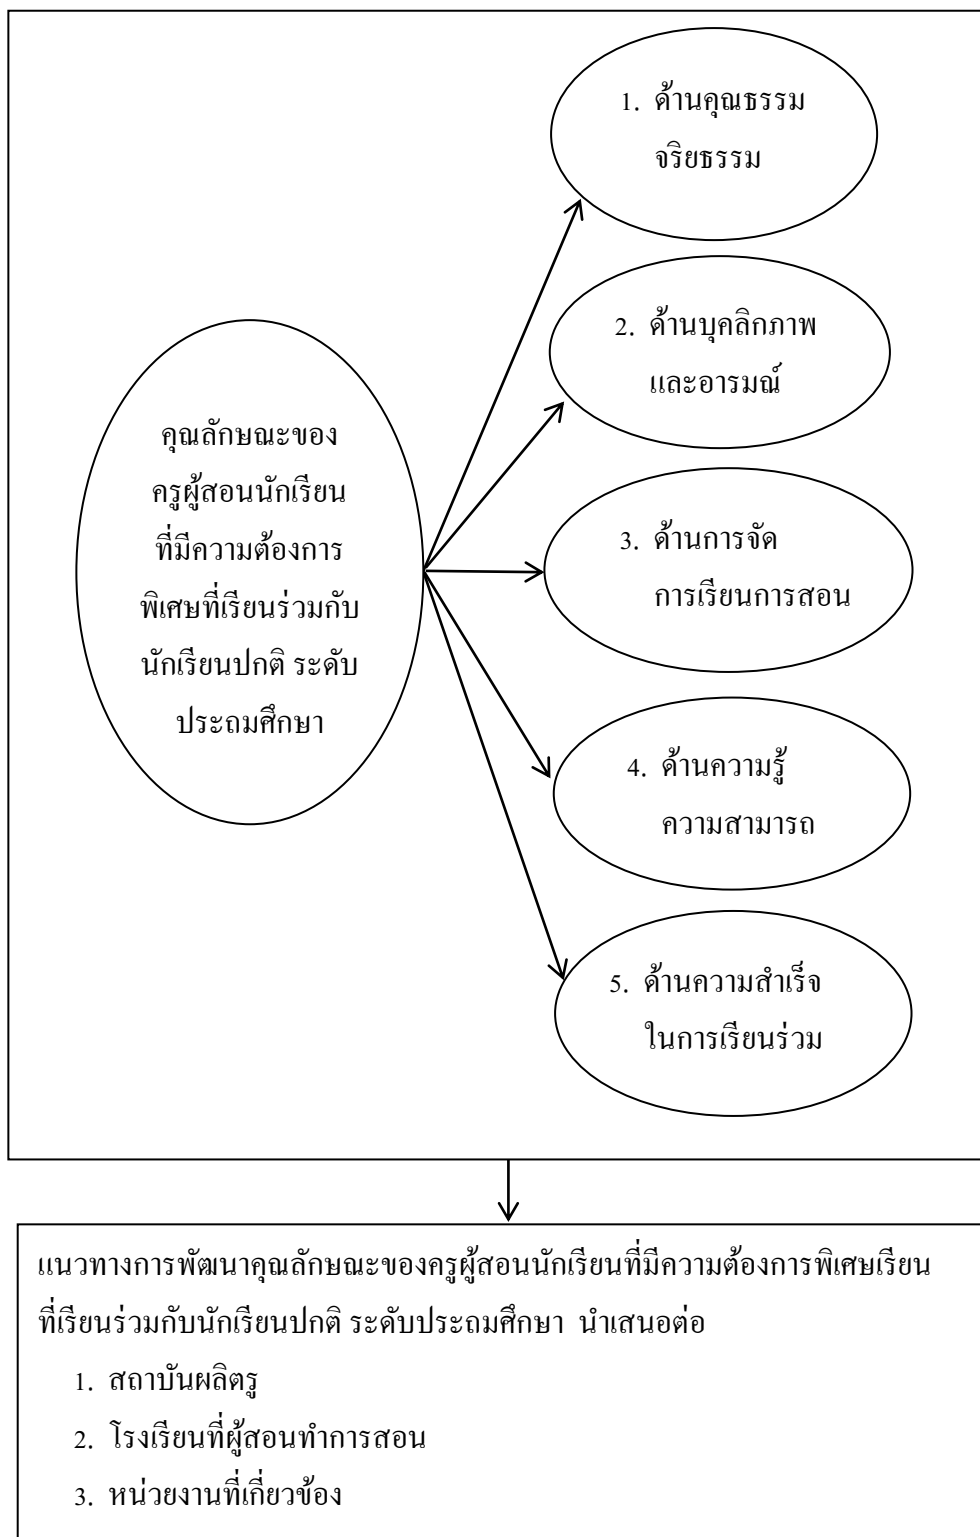 1. ด้านคุณธรรม
จริยธรรม
2. ด้านบุคลิกภาพ
และอารมณ์
คุณลักษณะของ
ครูผู้สอนนักเรียน
ที่มีความต้องการ
พิเศษที่เรียนร่วมกับ
นักเรียนปกติ ระดับ
ประถมศึกษา
3. ด้านการจัด
การเรียนการสอน
4. ด้านความรู้
ความสามารถ
5. ด้านความสำเร็จ
ในการเรียนร่วม
แนวทางการพัฒนาคุณลักษณะของครูผู้สอนนักเรียนที่มีความต้องการพิเศษเรียน
ที่เรียนร่วมกับนักเรียนปกติ ระดับประถมศึกษา นำเสนอต่อ
1. สถาบันผลิตรู
2. โรงเรียนที่ผู้สอนทำการสอน
3. หน่วยงานที่เกี่ยวข้อง